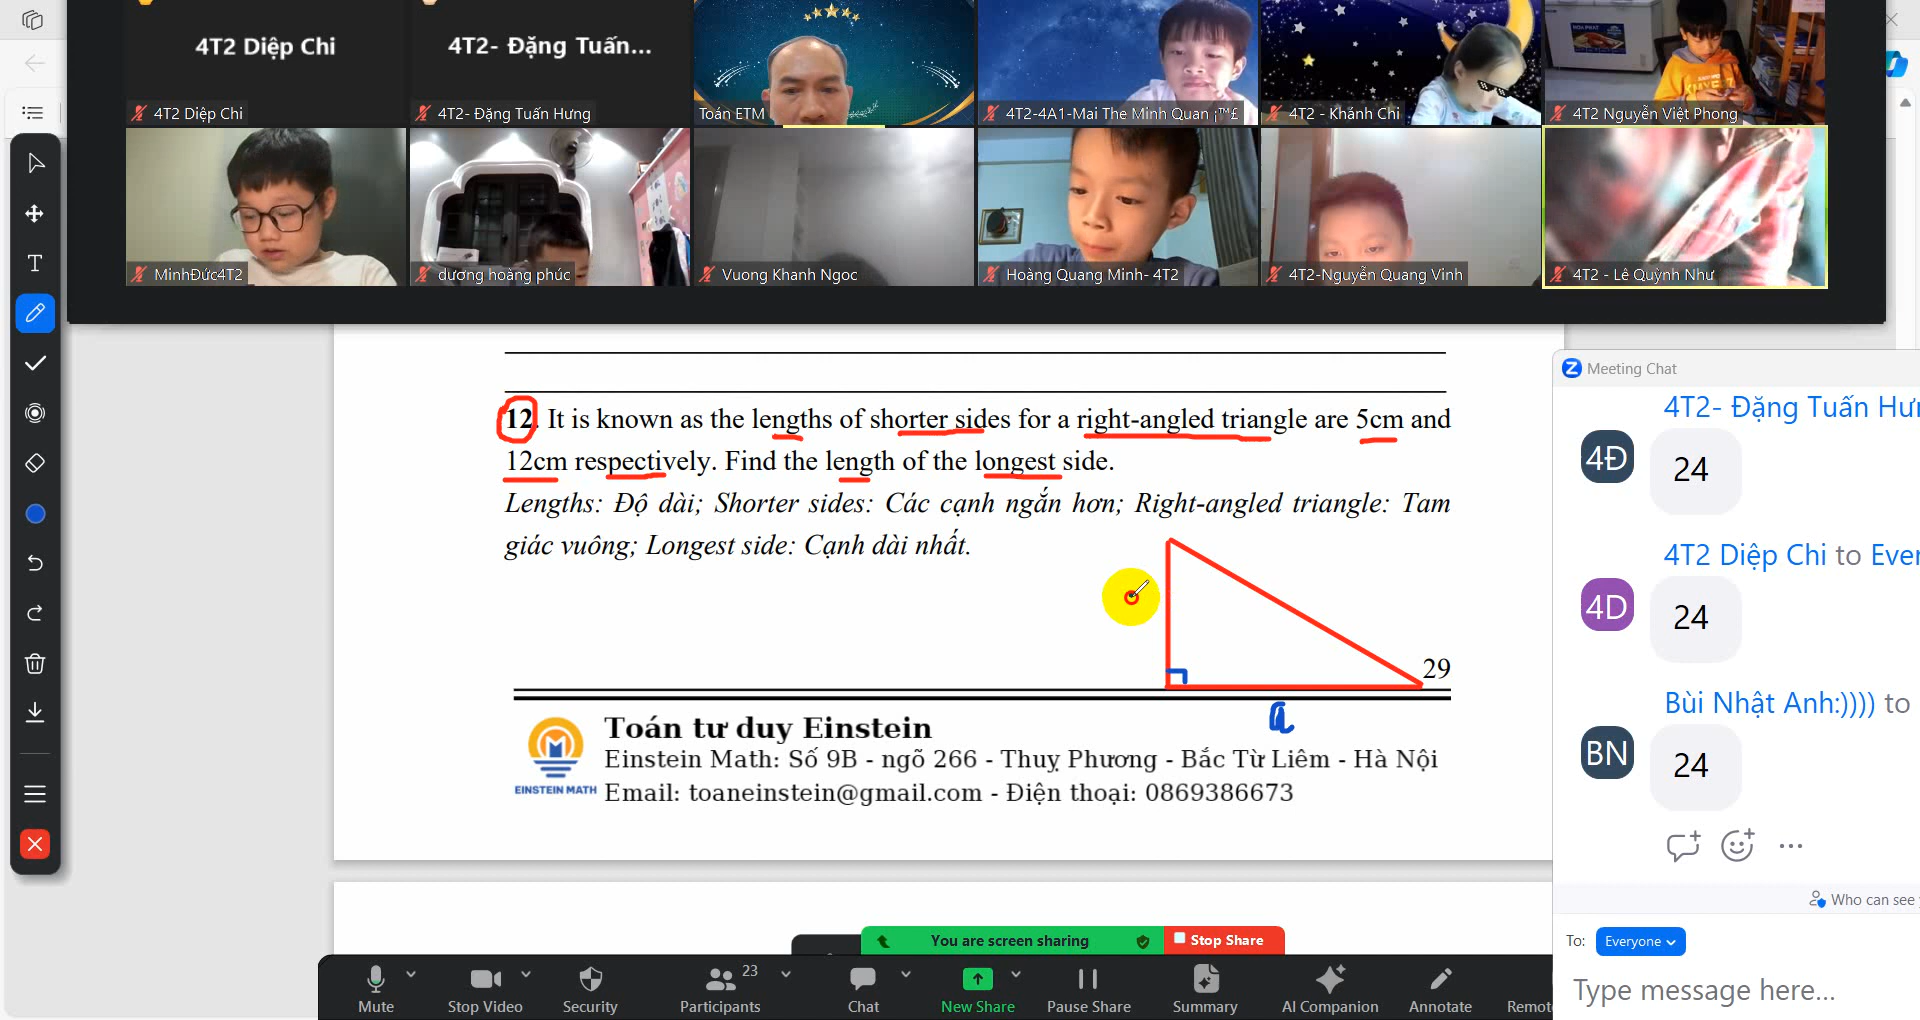 4T2 Diệp Chi
4T2- Đặng Tuấn...
4T2 Diệp Chi
4T2- Đặng Tuấn Hưng
Toán ETM
4T2-4A1-Mai The Minh Quan ¡™£
4T2 - Khánh Chi
4T2 Nguyễn Việt Phong
MinhĐức4T2
dương hoàng phúc
Vuong Khanh Ngoc
Hoàng Quang Minh- 4T2
4T2-Nguyễn Quang Vinh
4T2 - Lê Quỳnh Như
12. It is known as the lengths of shorter sides for a right-angled triangle are 5cm and
12cm respectively. Find the length of the longest side.
Lengths: Độ dài; Shorter sides: Các cạnh ngắn hơn; Right-angled triangle: Tam
giác vuông; Longest side: Cạnh dài nhất.
29
a
Toán tư duy Einstein
Einstein Math: Số 9B - ngõ 266 - Thuỵ Phương - Bắc Từ Liêm - Hà Nội
EINSTEIN MATH
Email: toaneinstein@gmail.com - Điện thoại: 0869386673
Meeting Chat
4T2- Đặng Tuấn Hưn
4Đ
24
4T2 Diệp Chi to Ever
4D
24
Bùi Nhật Anh:)))) to
BN
24
Who can see
To: Everyone
Type message here...
You are screen sharing
Stop Share
Mute
Stop Video
Security
Participants
23
Chat
New Share
Pause Share
Summary
AI Companion
Annotate
Remot